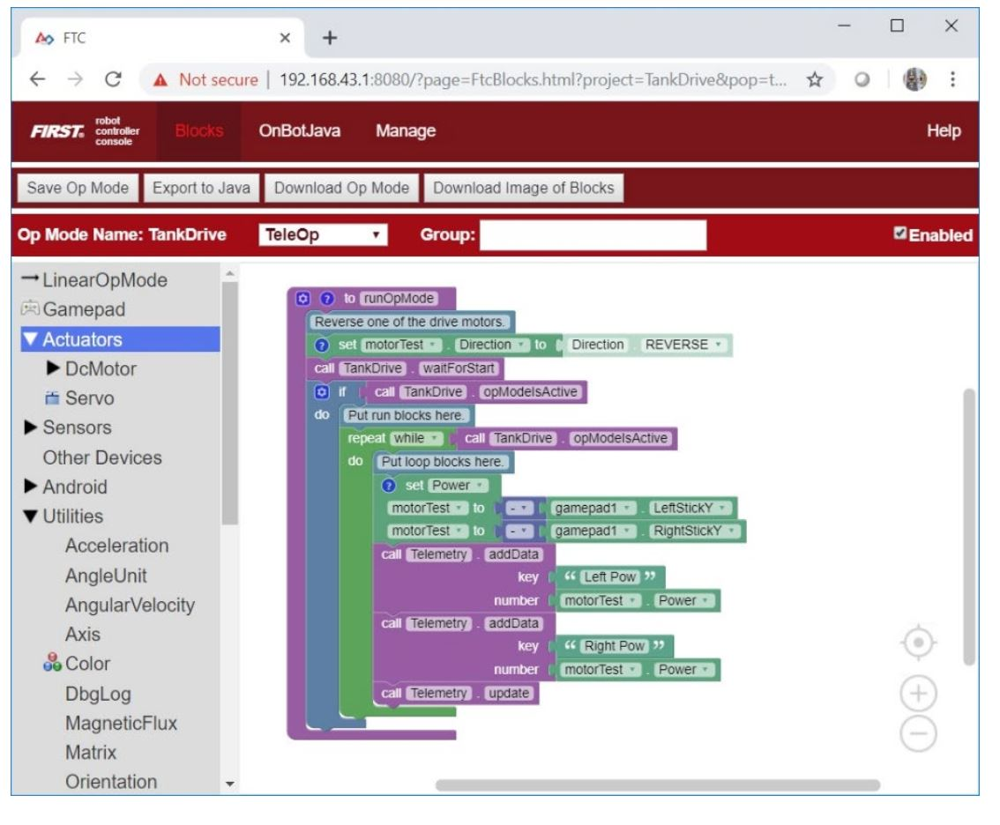 FTC
Not secure | 192.168.43.1:8080/?page=FtcBlocks.html?project=TankDrive&pop=t...
FIRST. robot controller console Blocks OnBotJava Manage Help
Save Op Mode Export to Java Download Op Mode Download Image of Blocks
Op Mode Name: TankDrive TeleOp Group: Enabled
LinearOpMode
Gamepad
Actuators
DcMotor
Servo
Sensors
Other Devices
Android
Utilities
Acceleration
AngleUnit
AngularVelocity
Axis
Color
DbgLog
MagneticFlux
Matrix
Orientation
to runOpMode
Reverse one of the drive motors.
set motorTest . Direction to Direction . REVERSE
call TankDrive . waitForStart
if call TankDrive . opModeIsActive
do Put run blocks here.
repeat while call TankDrive . opModeIsActive
do Put loop blocks here.
set Power
motorTest to - gamepad1 . LeftStickY
motorTest to - gamepad1 . RightStickY
call Telemetry . addData
key “ Left Pow ”
number motorTest . Power
call Telemetry . addData
key “ Right Pow ”
number motorTest . Power
call Telemetry . update